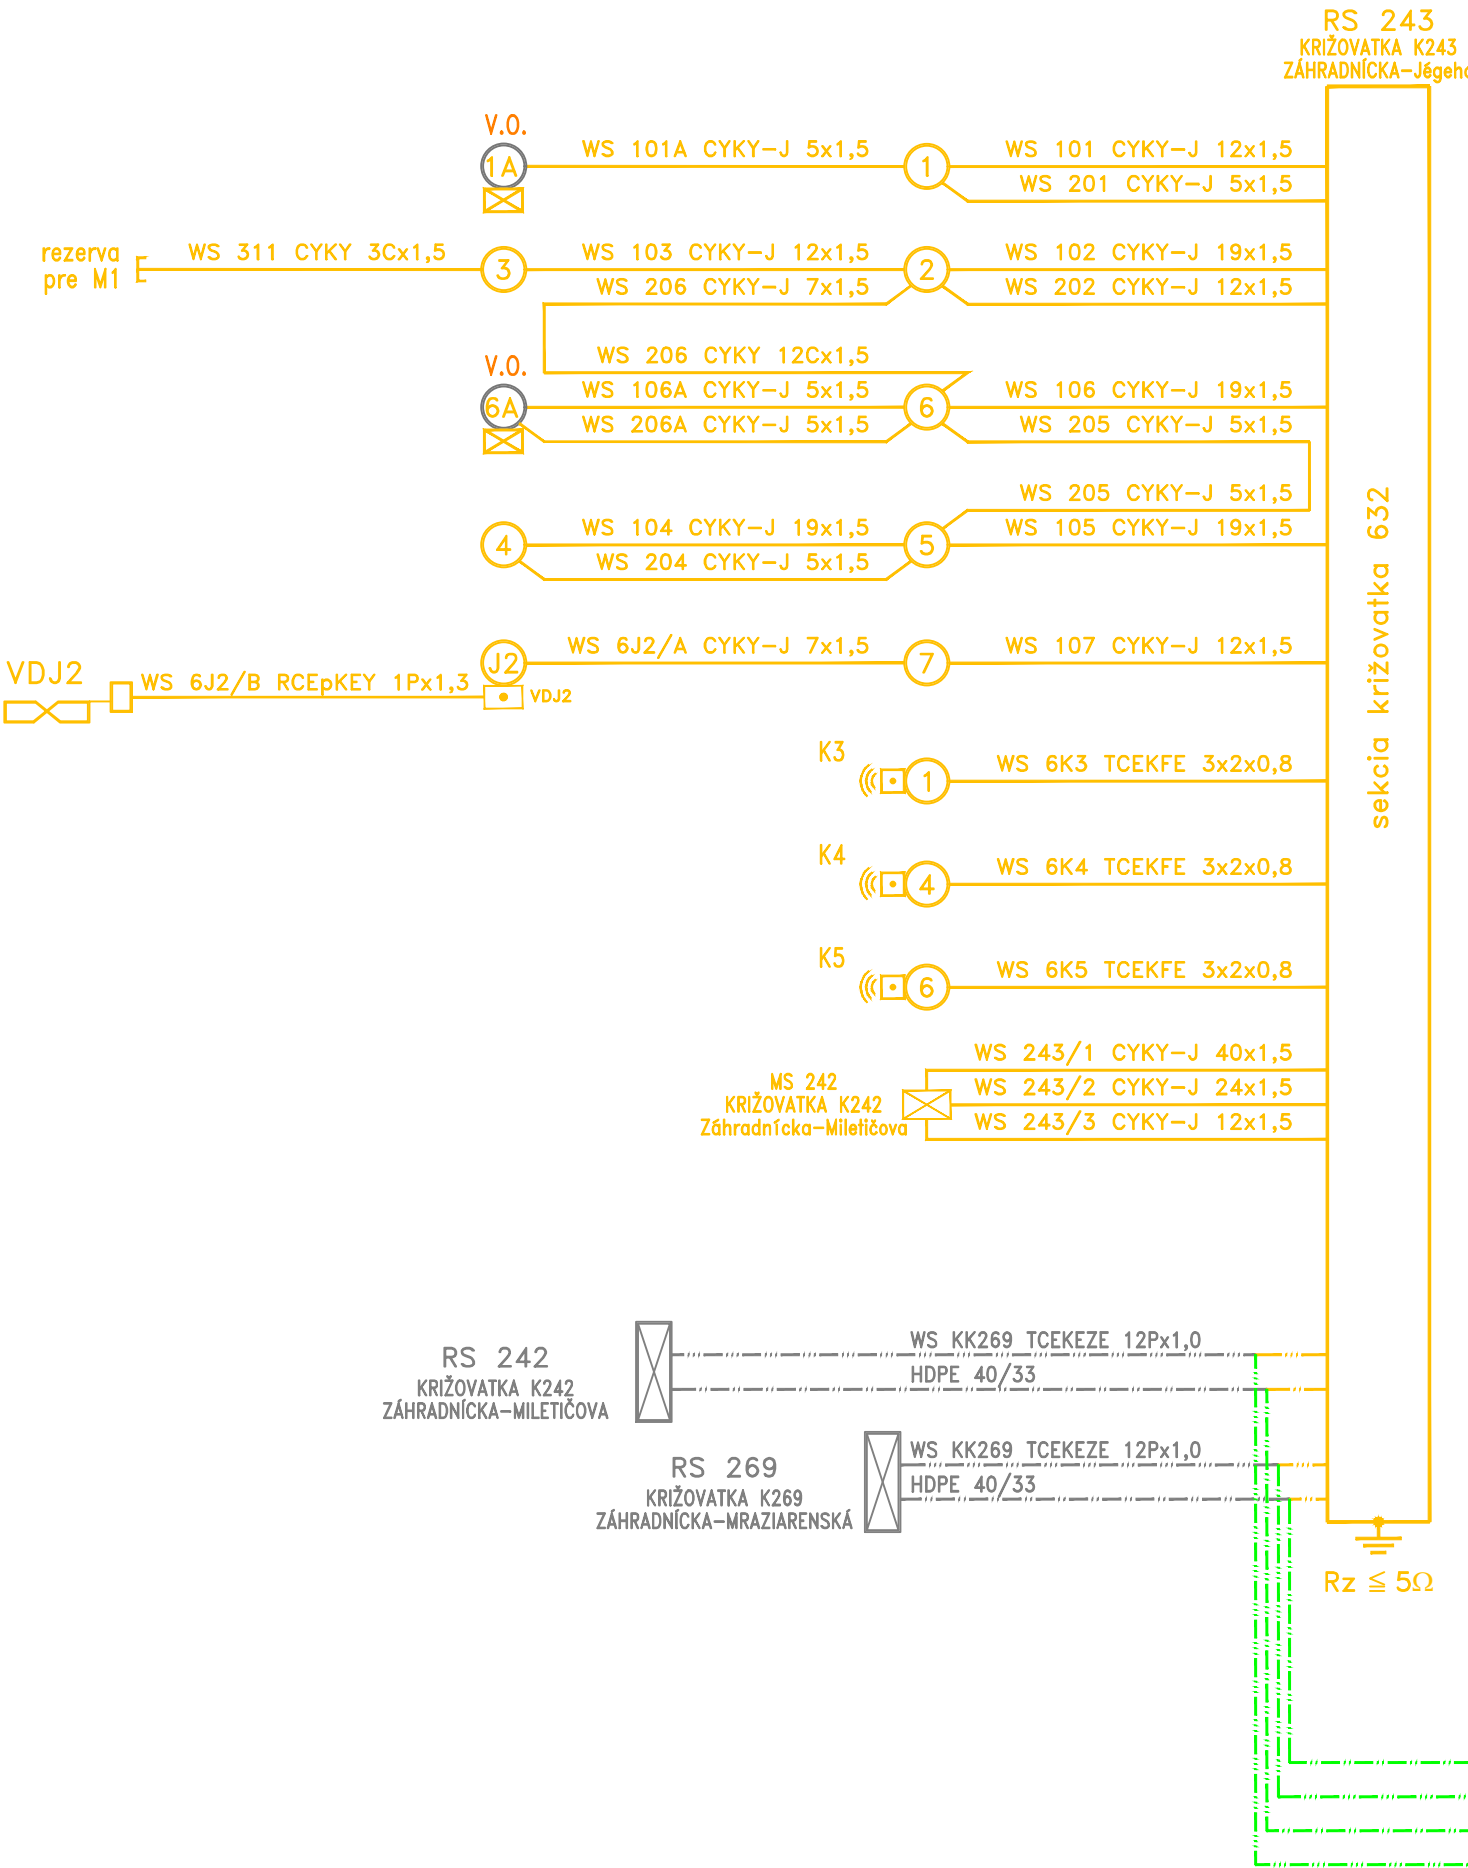 RS 243
KRIŽOVATKA K243
V.O.
1A
WS 101A CYKY-J 5x1,5
1
WS 101 CYKY-J 12x1,5
WS 201 CYKY-J 5x1,5
rezerva
pre M1
WS 311 CYKY 3Cx1,5
3
WS 103 CYKY-J 12x1,5
2
WS 102 CYKY-J 19x1,5
WS 206 CYKY-J 7x1,5
WS 202 CYKY-J 12x1,5
WS 206 CYKY 12Cx1,5
V.O.
6A
WS 106A CYKY-J 5x1,5
6
WS 106 CYKY-J 19x1,5
WS 206A CYKY-J 5x1,5
WS 205 CYKY-J 5x1,5
WS 205 CYKY-J 5x1,5
4
WS 104 CYKY-J 19x1,5
5
WS 105 CYKY-J 19x1,5
WS 204 CYKY-J 5x1,5
sekcia križovatka 632
J2
WS 6J2/A CYKY-J 7x1,5
7
WS 107 CYKY-J 12x1,5
VDJ2
WS 6J2/B RCEpKEY 1Px1,3
VDJ2
K3
1
WS 6K3 TCEKFE 3x2x0,8
K4
4
WS 6K4 TCEKFE 3x2x0,8
K5
6
WS 6K5 TCEKFE 3x2x0,8
MS 242
KRIŽOVATKA K242
Záhradnícka-Miletičova
WS 243/1 CYKY-J 40x1,5
WS 243/2 CYKY-J 24x1,5
WS 243/3 CYKY-J 12x1,5
RS 242
KRIŽOVATKA K242
ZÁHRADNÍCKA-MILETIČOVA
WS KK269 TCEKEZE 12Px1,0
HDPE 40/33
RS 269
KRIŽOVATKA K269
ZÁHRADNÍCKA-MRAZIARENSKÁ
WS KK269 TCEKEZE 12Px1,0
HDPE 40/33
Rz ≦ 5Ω